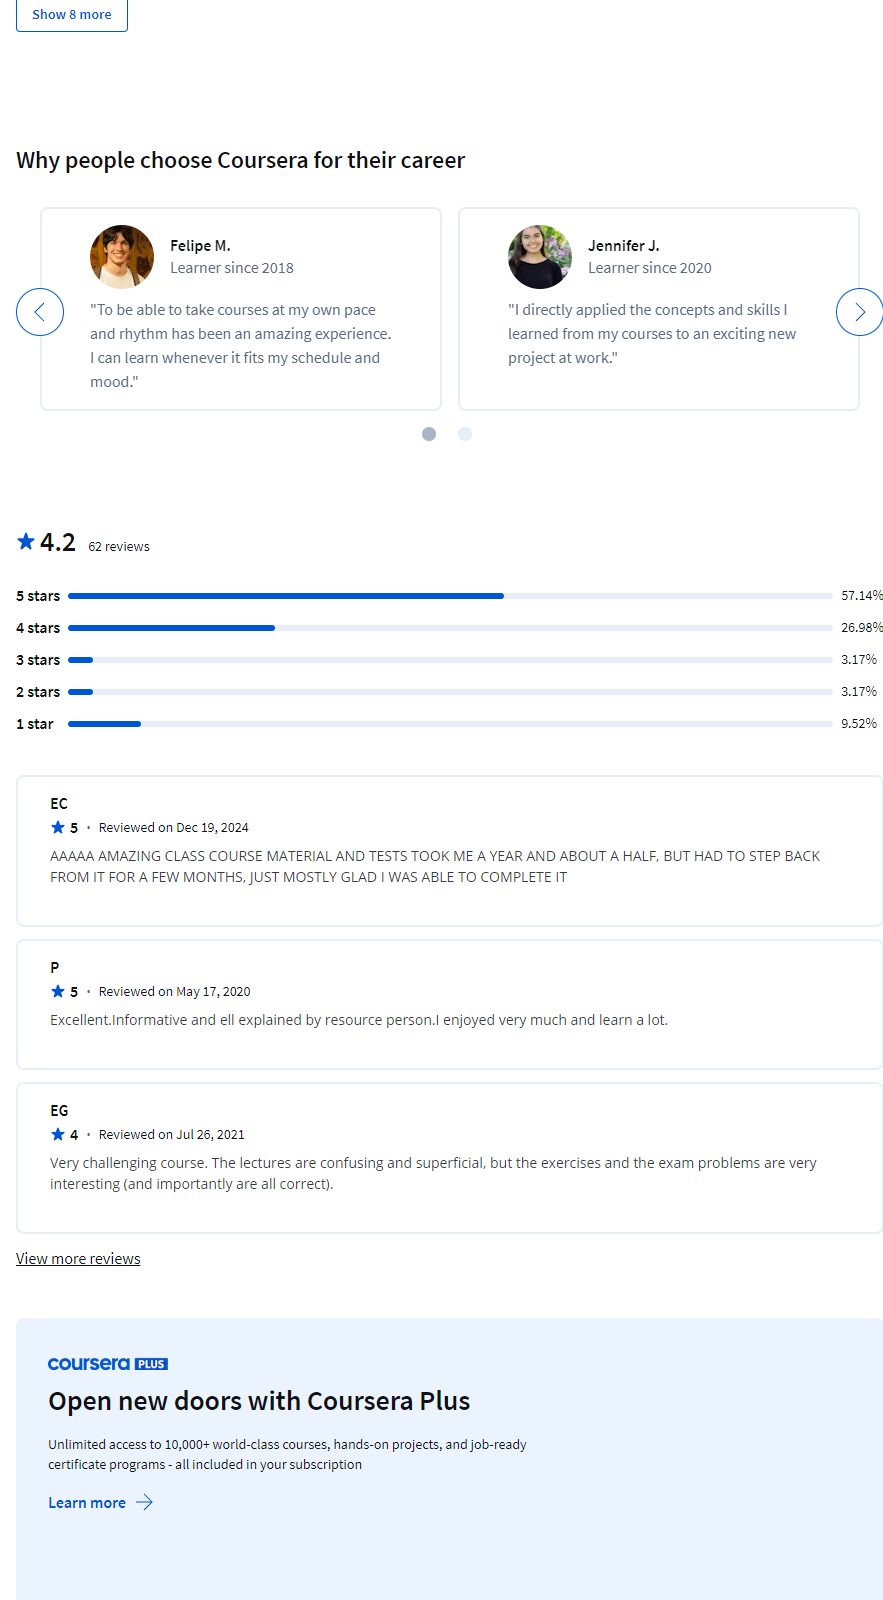 Show 8 more
Why people choose Coursera for their career
Felipe M.
Learner since 2018
"To be able to take courses at my own pace
and rhythm has been an amazing experience.
I can learn whenever it fits my schedule and
mood."
Jennifer J.
Learner since 2020
"I directly applied the concepts and skills I
learned from my courses to an exciting new
project at work."
4.2 62 reviews
5 stars 57.14%
4 stars 26.98%
3 stars 3.17%
2 stars 3.17%
1 star 9.52%
EC
5 · Reviewed on Dec 19, 2024
AAAAA AMAZING CLASS COURSE MATERIAL AND TESTS TOOK ME A YEAR AND ABOUT A HALF, BUT HAD TO STEP BACK
FROM IT FOR A FEW MONTHS, JUST MOSTLY GLAD I WAS ABLE TO COMPLETE IT
P
5 · Reviewed on May 17, 2020
Excellent.Informative and ell explained by resource person.I enjoyed very much and learn a lot.
EG
4 · Reviewed on Jul 26, 2021
Very challenging course. The lectures are confusing and superficial, but the exercises and the exam problems are very
interesting (and importantly are all correct).
View more reviews
coursera PLUS
Open new doors with Coursera Plus
Unlimited access to 10,000+ world-class courses, hands-on projects, and job-ready
certificate programs - all included in your subscription
Learn more